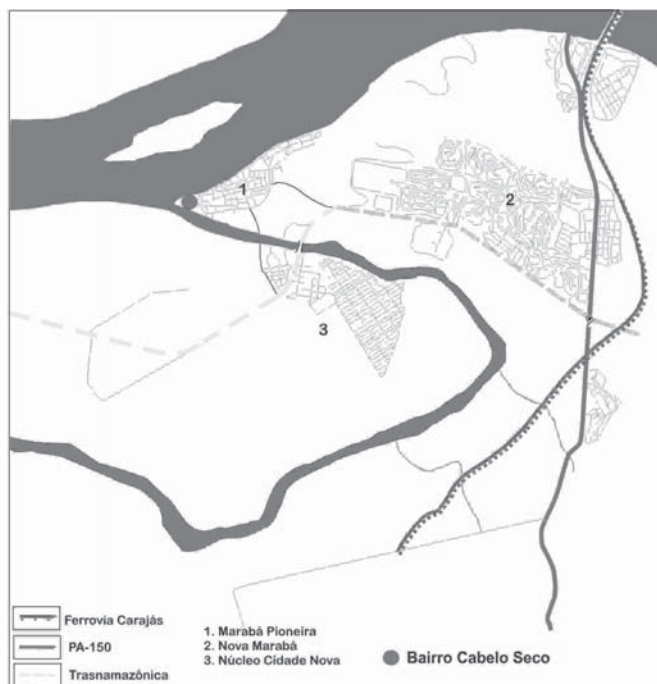 1
2
3
Ferrovia Carajás
PA-150
Trasnamazônica
1. Marabá Pioneira
2. Nova Marabá
3. Núcleo Cidade Nova
Bairro Cabelo Seco